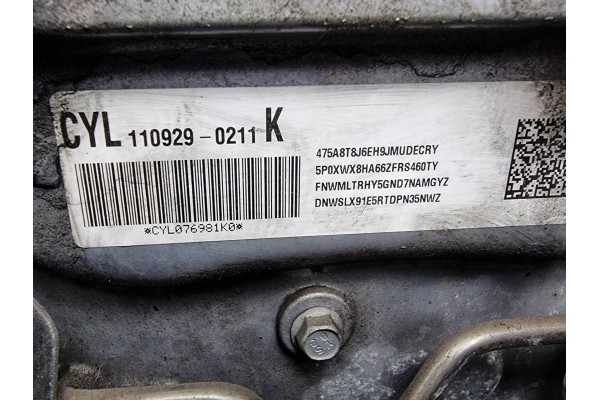 CYL 110929 - 0211 K
475A8T8J6EH9JMUDECRY
5P0XWX8HA66ZFRS460TY
FNWMLTRHY5GND7NAMGYZ
DNWSLX91E5RTDPN35NWZ
*CYL076981K0*